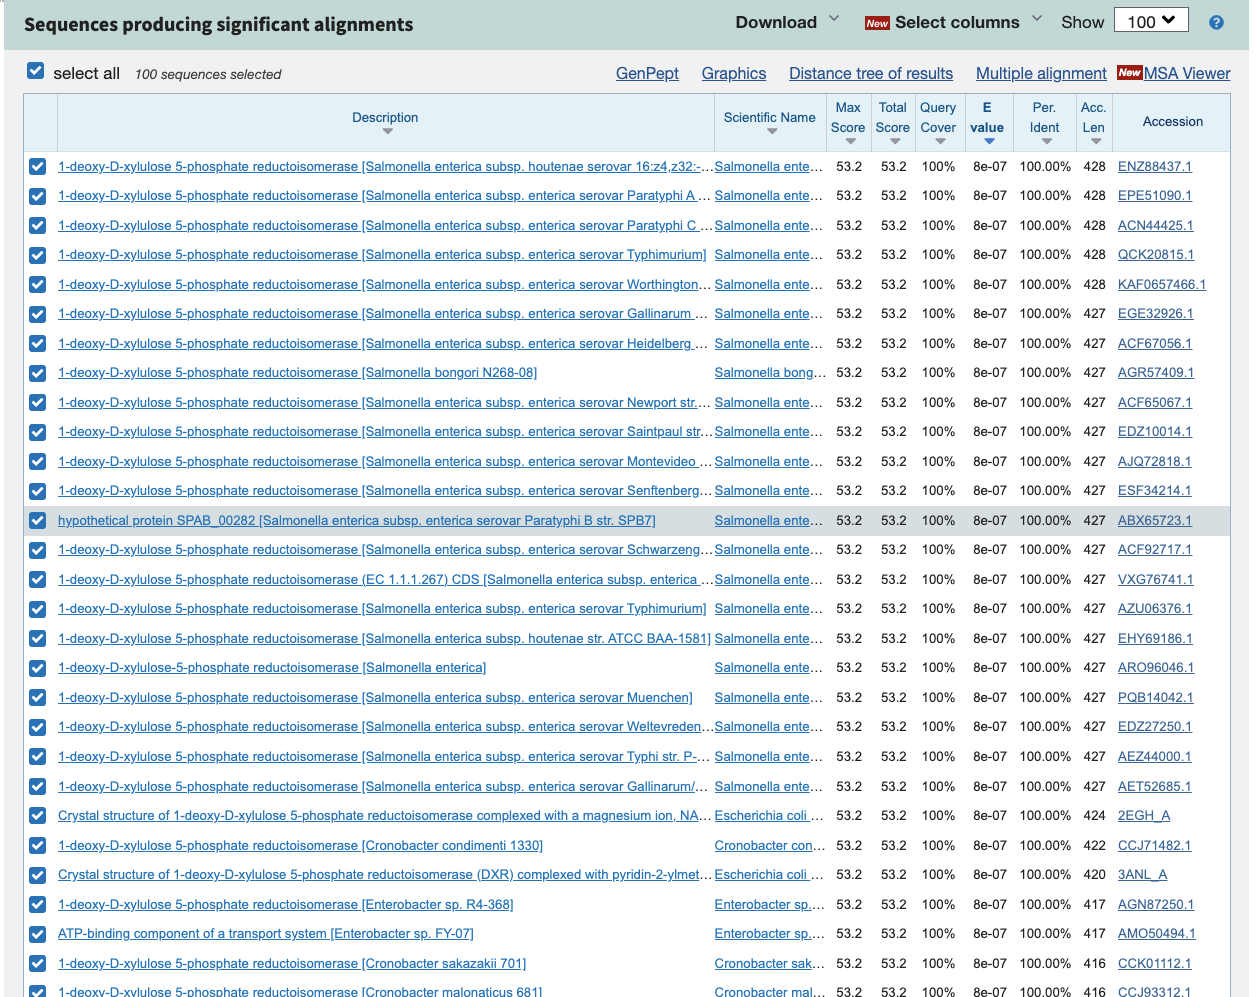 Sequences producing significant alignments Download New Select columns Show 100
select all 100 sequences selected GenPept Graphics Distance tree of results Multiple alignment New MSA Viewer
Description Scientific Name Max Score Total Score Query Cover E value Per. Ident Acc. Len Accession
1-deoxy-D-xylulose 5-phosphate reductoisomerase [Salmonella enterica subsp. houtenae serovar 16:z4,z32:-... Salmonella ente... 53.2 53.2 100% 8e-07 100.00% 428 ENZ88437.1
1-deoxy-D-xylulose 5-phosphate reductoisomerase [Salmonella enterica subsp. enterica serovar Paratyphi A ... Salmonella ente... 53.2 53.2 100% 8e-07 100.00% 428 EPE51090.1
1-deoxy-D-xylulose 5-phosphate reductoisomerase [Salmonella enterica subsp. enterica serovar Paratyphi C ... Salmonella ente... 53.2 53.2 100% 8e-07 100.00% 428 ACN44425.1
1-deoxy-D-xylulose 5-phosphate reductoisomerase [Salmonella enterica subsp. enterica serovar Typhimurium] Salmonella ente... 53.2 53.2 100% 8e-07 100.00% 428 QCK20815.1
1-deoxy-D-xylulose 5-phosphate reductoisomerase [Salmonella enterica subsp. enterica serovar Worthington... Salmonella ente... 53.2 53.2 100% 8e-07 100.00% 428 KAF0657466.1
1-deoxy-D-xylulose 5-phosphate reductoisomerase [Salmonella enterica subsp. enterica serovar Gallinarum ... Salmonella ente... 53.2 53.2 100% 8e-07 100.00% 427 EGE32926.1
1-deoxy-D-xylulose 5-phosphate reductoisomerase [Salmonella enterica subsp. enterica serovar Heidelberg ... Salmonella ente... 53.2 53.2 100% 8e-07 100.00% 427 ACF67056.1
1-deoxy-D-xylulose 5-phosphate reductoisomerase [Salmonella bongori N268-08] Salmonella bong... 53.2 53.2 100% 8e-07 100.00% 427 AGR57409.1
1-deoxy-D-xylulose 5-phosphate reductoisomerase [Salmonella enterica subsp. enterica serovar Newport str.... Salmonella ente... 53.2 53.2 100% 8e-07 100.00% 427 ACF65067.1
1-deoxy-D-xylulose 5-phosphate reductoisomerase [Salmonella enterica subsp. enterica serovar Saintpaul str... Salmonella ente... 53.2 53.2 100% 8e-07 100.00% 427 EDZ10014.1
1-deoxy-D-xylulose 5-phosphate reductoisomerase [Salmonella enterica subsp. enterica serovar Montevideo ... Salmonella ente... 53.2 53.2 100% 8e-07 100.00% 427 AJQ72818.1
1-deoxy-D-xylulose 5-phosphate reductoisomerase [Salmonella enterica subsp. enterica serovar Senftenberg... Salmonella ente... 53.2 53.2 100% 8e-07 100.00% 427 ESF34214.1
hypothetical protein SPAB_00282 [Salmonella enterica subsp. enterica serovar Paratyphi B str. SPB7] Salmonella ente... 53.2 53.2 100% 8e-07 100.00% 427 ABX65723.1
1-deoxy-D-xylulose 5-phosphate reductoisomerase [Salmonella enterica subsp. enterica serovar Schwarzeng... Salmonella ente... 53.2 53.2 100% 8e-07 100.00% 427 ACF92717.1
1-deoxy-D-xylulose 5-phosphate reductoisomerase (EC 1.1.1.267) CDS [Salmonella enterica subsp. enterica ... Salmonella ente... 53.2 53.2 100% 8e-07 100.00% 427 VXG76741.1
1-deoxy-D-xylulose 5-phosphate reductoisomerase [Salmonella enterica subsp. enterica serovar Typhimurium] Salmonella ente... 53.2 53.2 100% 8e-07 100.00% 427 AZU06376.1
1-deoxy-D-xylulose 5-phosphate reductoisomerase [Salmonella enterica subsp. houtenae str. ATCC BAA-1581] Salmonella ente... 53.2 53.2 100% 8e-07 100.00% 427 EHY69186.1
1-deoxy-D-xylulose-5-phosphate reductoisomerase [Salmonella enterica] Salmonella ente... 53.2 53.2 100% 8e-07 100.00% 427 ARO96046.1
1-deoxy-D-xylulose 5-phosphate reductoisomerase [Salmonella enterica subsp. enterica serovar Muenchen] Salmonella ente... 53.2 53.2 100% 8e-07 100.00% 427 PQB14042.1
1-deoxy-D-xylulose 5-phosphate reductoisomerase [Salmonella enterica subsp. enterica serovar Weltevreden... Salmonella ente... 53.2 53.2 100% 8e-07 100.00% 427 EDZ27250.1
1-deoxy-D-xylulose 5-phosphate reductoisomerase [Salmonella enterica subsp. enterica serovar Typhi str. P-... Salmonella ente... 53.2 53.2 100% 8e-07 100.00% 427 AEZ44000.1
1-deoxy-D-xylulose 5-phosphate reductoisomerase [Salmonella enterica subsp. enterica serovar Gallinarum/... Salmonella ente... 53.2 53.2 100% 8e-07 100.00% 427 AET52685.1
Crystal structure of 1-deoxy-D-xylulose 5-phosphate reductoisomerase complexed with a magnesium ion, NA... Escherichia coli ... 53.2 53.2 100% 8e-07 100.00% 424 2EGH_A
1-deoxy-D-xylulose 5-phosphate reductoisomerase [Cronobacter condimenti 1330] Cronobacter con... 53.2 53.2 100% 8e-07 100.00% 422 CCJ71482.1
Crystal structure of 1-deoxy-D-xylulose 5-phosphate reductoisomerase (DXR) complexed with pyridin-2-ylmet... Escherichia coli ... 53.2 53.2 100% 8e-07 100.00% 420 3ANL_A
1-deoxy-D-xylulose 5-phosphate reductoisomerase [Enterobacter sp. R4-368] Enterobacter sp.... 53.2 53.2 100% 8e-07 100.00% 417 AGN87250.1
ATP-binding component of a transport system [Enterobacter sp. FY-07] Enterobacter sp.... 53.2 53.2 100% 8e-07 100.00% 417 AMO50494.1
1-deoxy-D-xylulose 5-phosphate reductoisomerase [Cronobacter sakazakii 701] Cronobacter sak... 53.2 53.2 100% 8e-07 100.00% 416 CCK01112.1
1-deoxy-D-xylulose 5-phosphate reductoisomerase [Cronobacter malonaticus 681] Cronobacter mal... 53.2 53.2 100% 8e-07 100.00% 416 CCJ93312.1